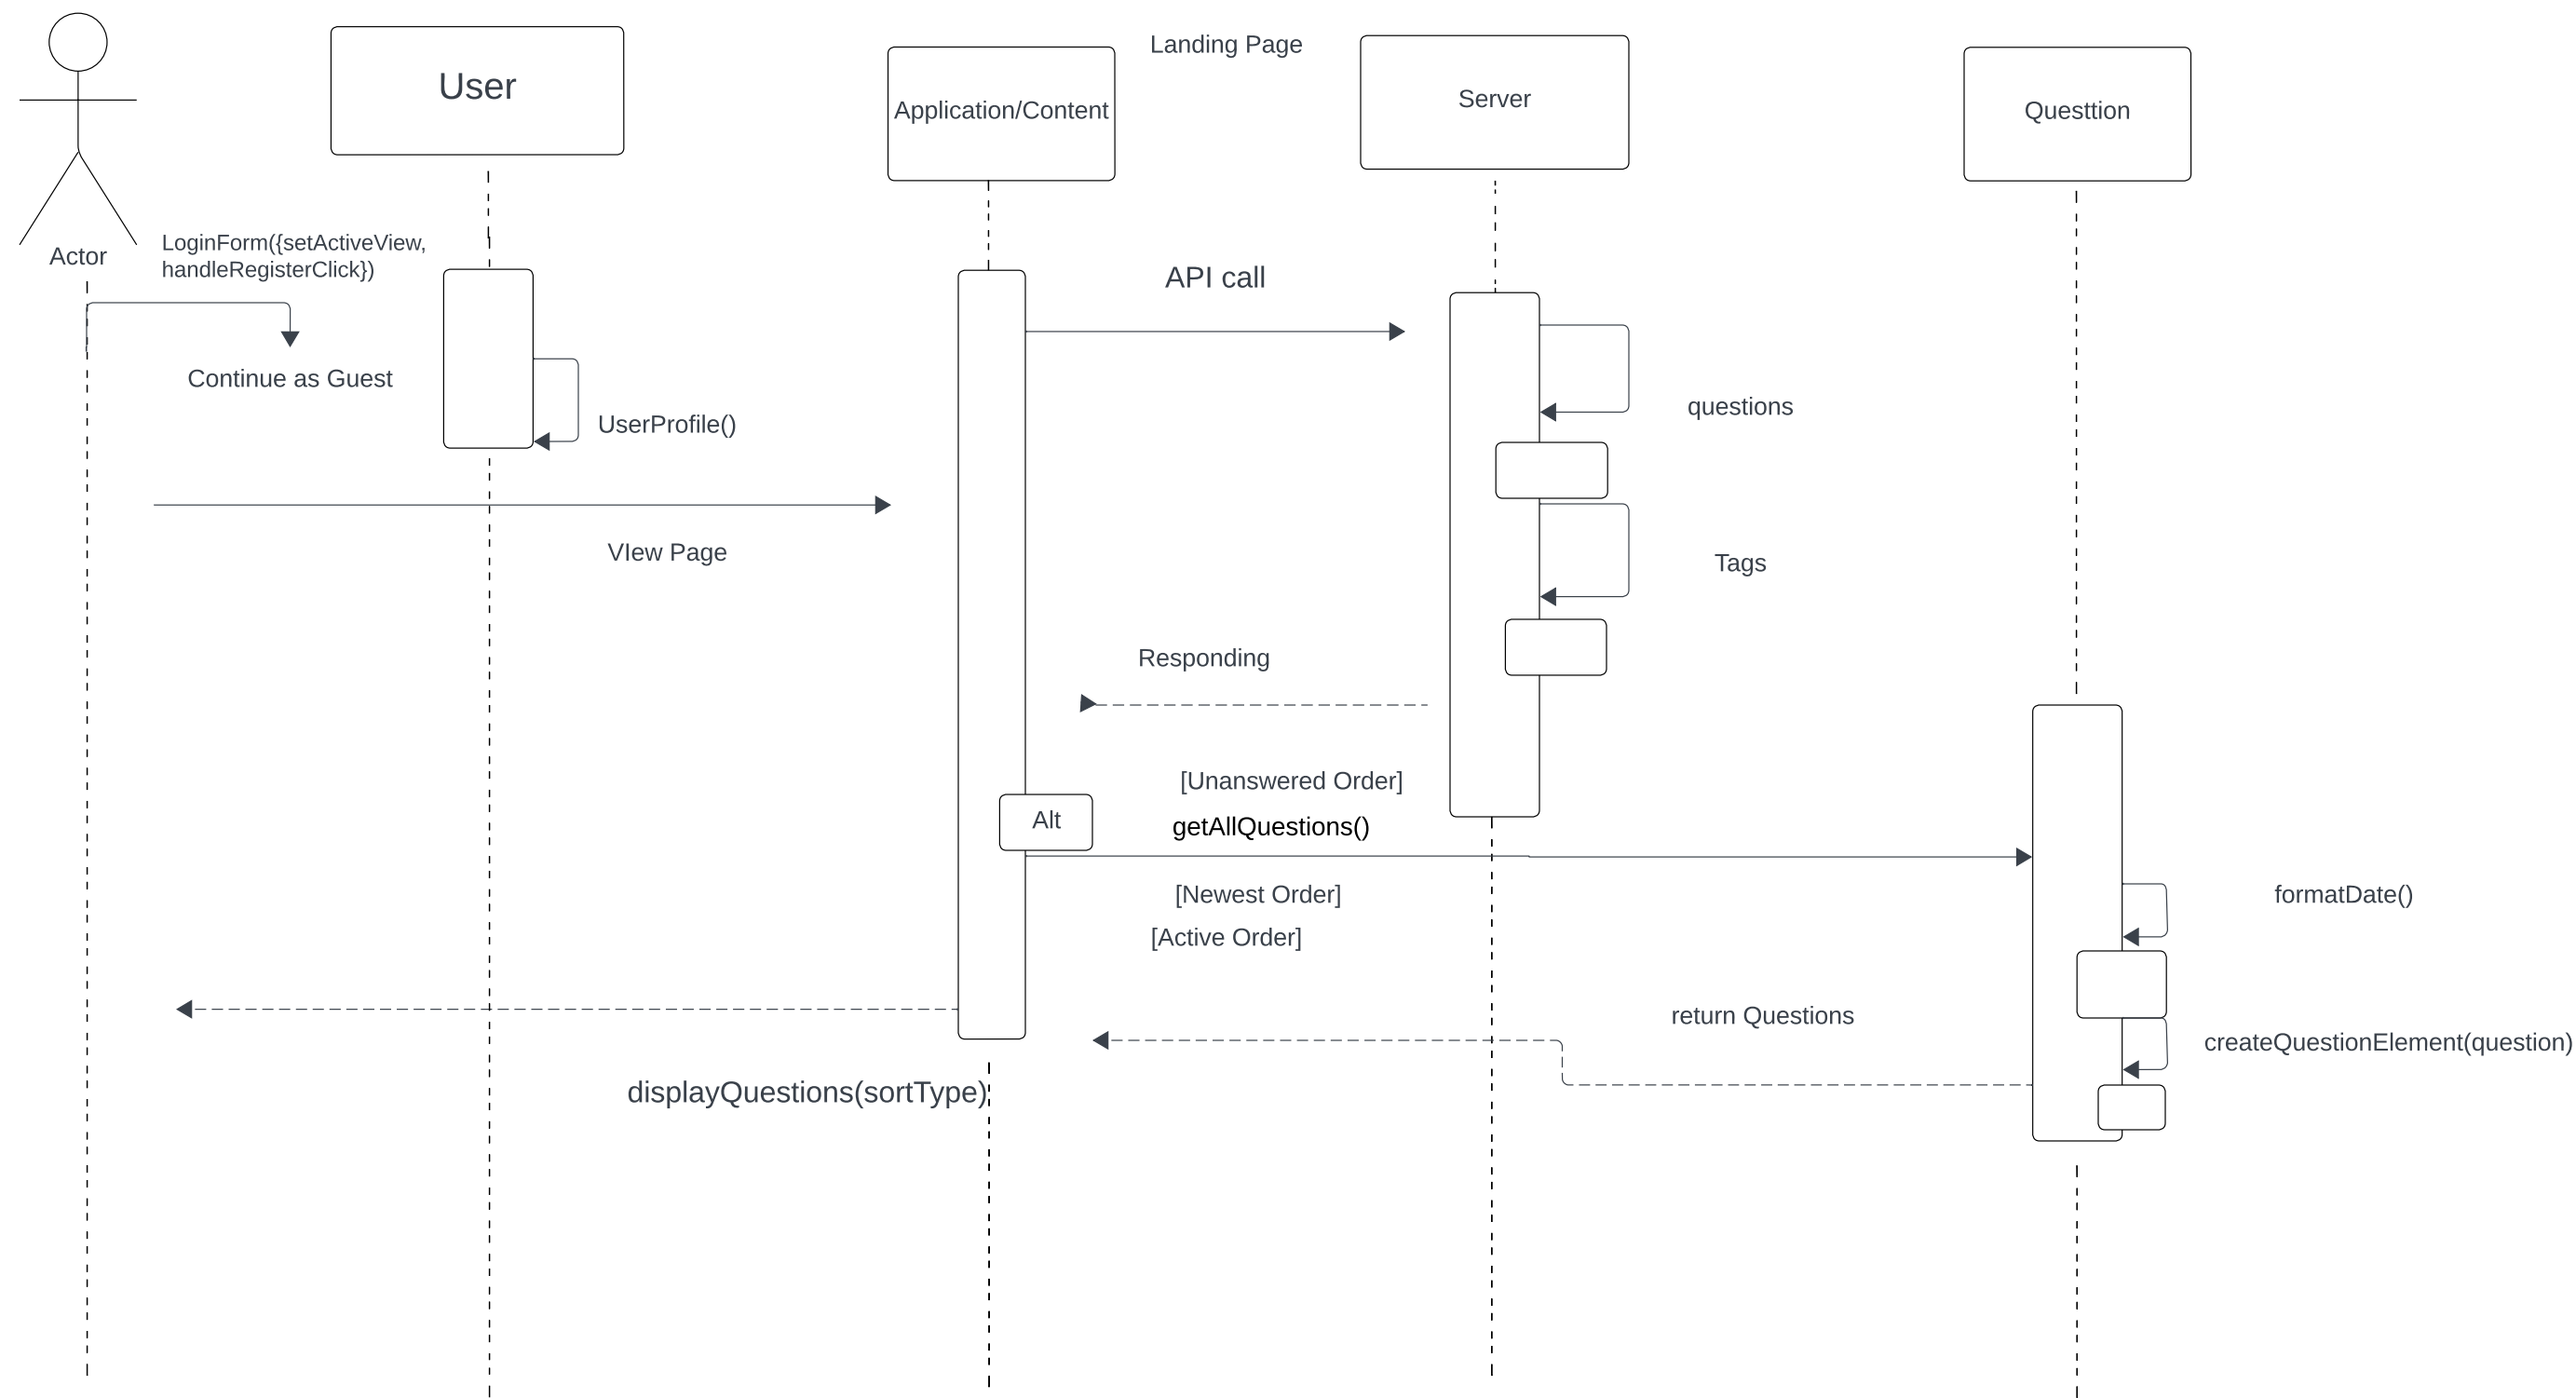 Landing Page
User
Application/Content
Server
Questtion
Actor
LoginForm({setActiveView,
handleRegisterClick})
API call
Continue as Guest
UserProfile()
questions
VIew Page
Tags
Responding
[Unanswered Order]
Alt
getAllQuestions()
[Newest Order]
formatDate()
[Active Order]
return Questions
createQuestionElement(question)
displayQuestions(sortType)